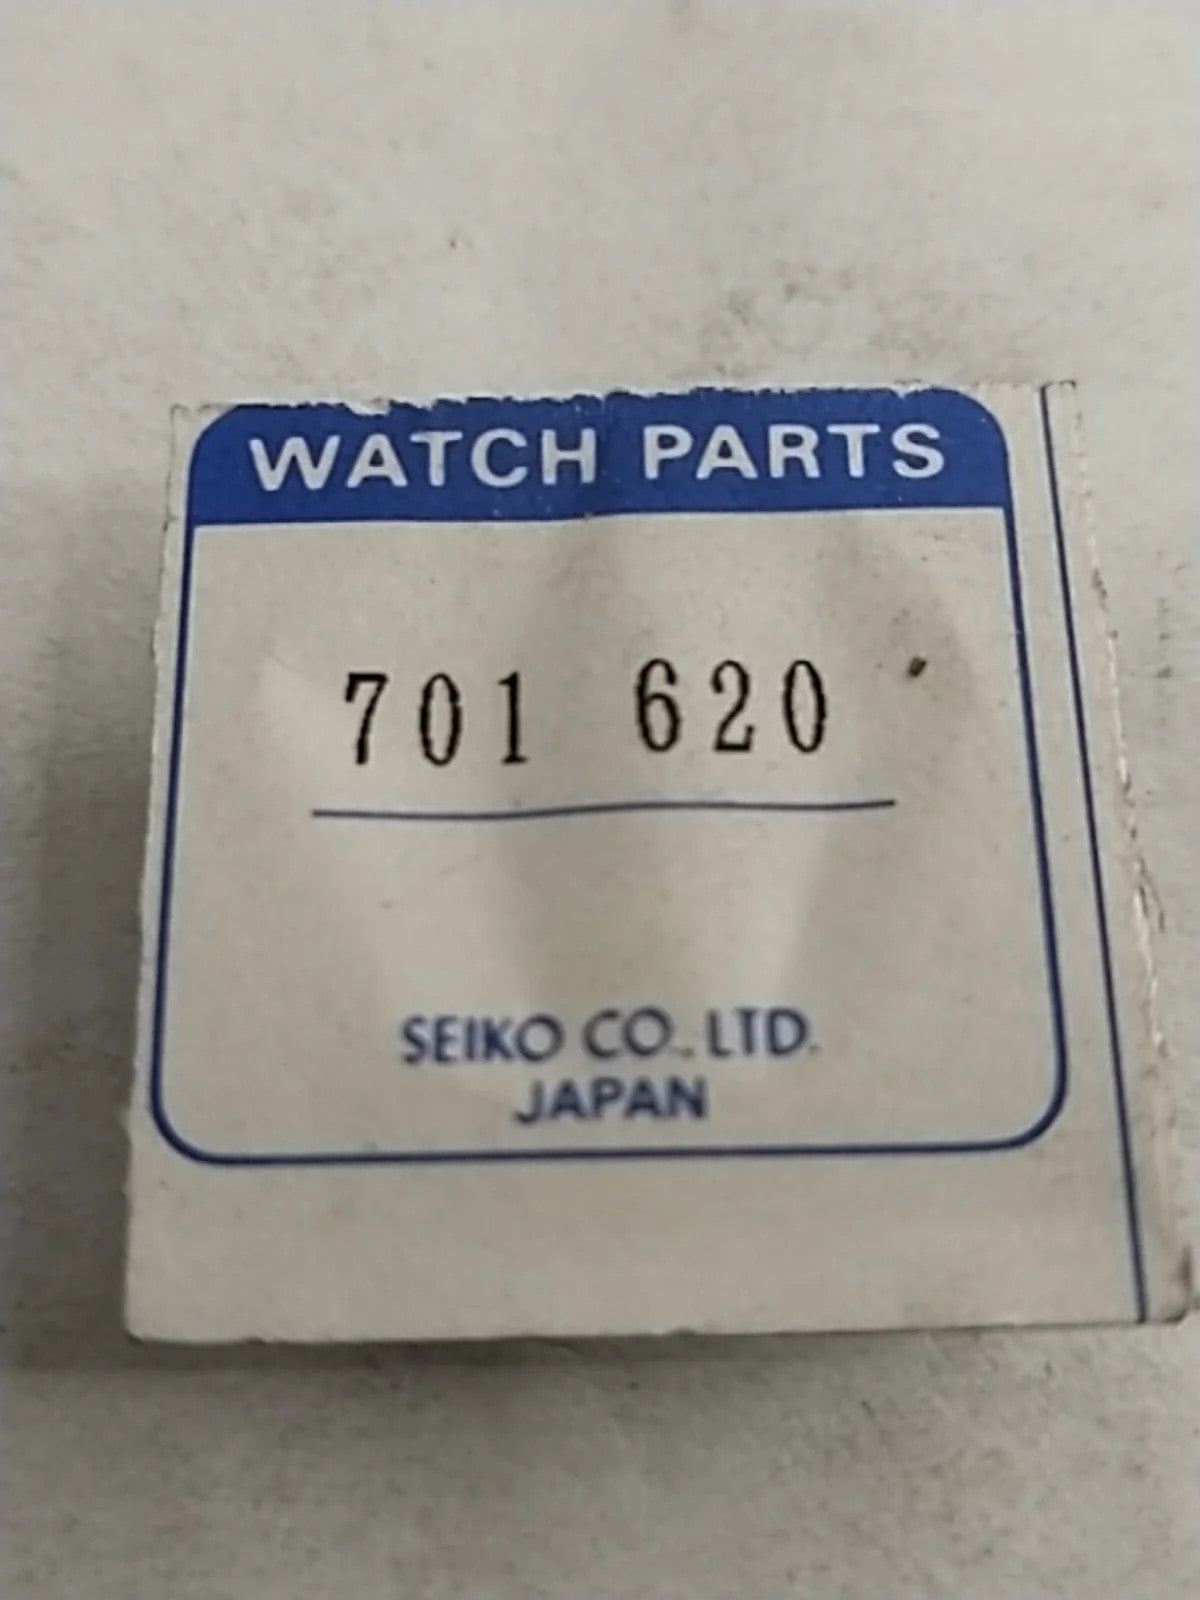 WATCH PARTS
701 620
SEIKO CO., LTD.
JAPAN